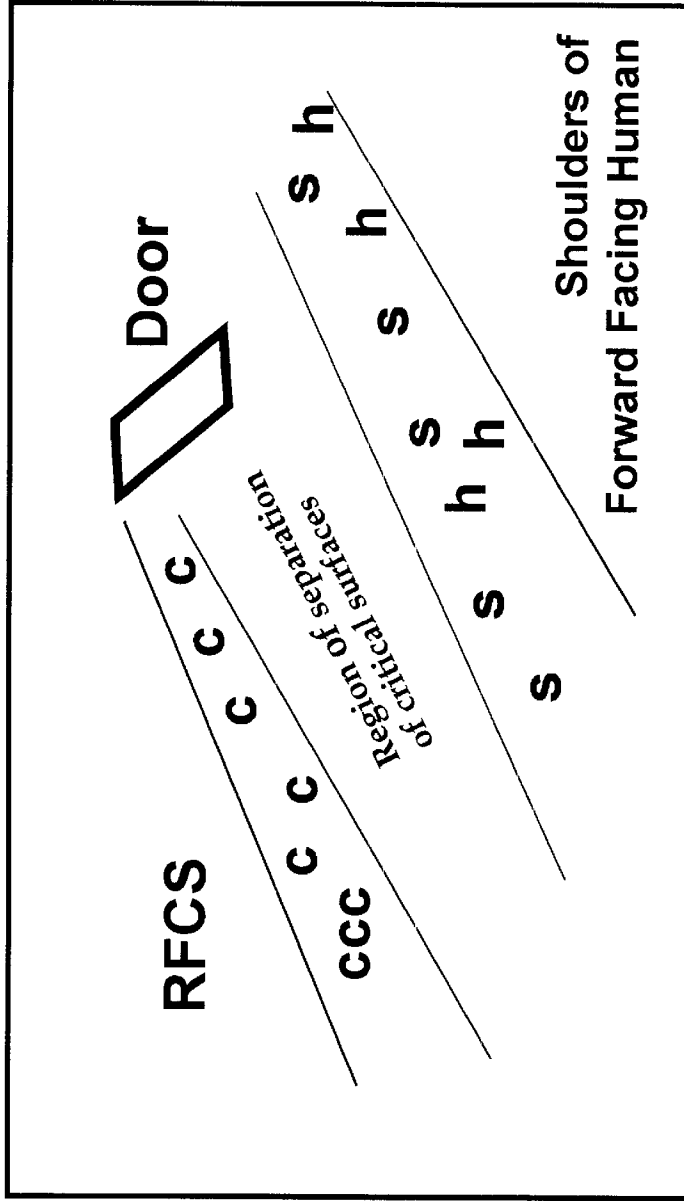 RFCS
Door
c
c
c
c c
ccc
Region of separation
of critical surfaces
s h
h
s
s
h h
s
s
Shoulders of
Forward Facing Human